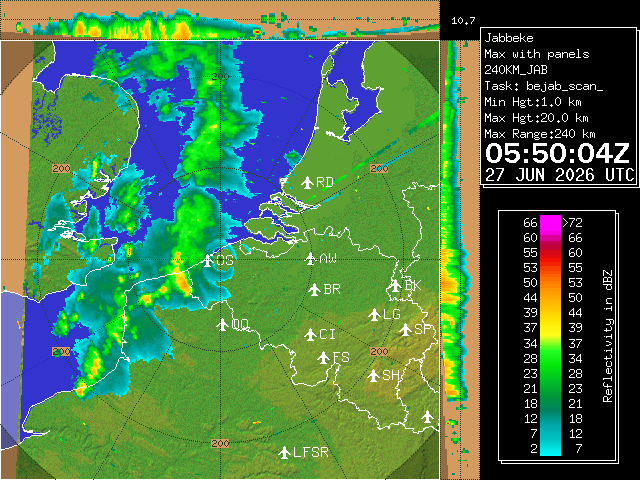 10.7
Jabbeke
Max with panels
240KM_JAB
Task: bejab_scan_
Min Hgt:1.0 km
Max Hgt:20.0 km
Max Range:240 km
05:50:04Z
27 JUN 2026 UTC
200
200 200
RD
OS AW
BR BK
LG
OO CI SP
200 FS 200
SH
200
LFSR
66 >72
60 66
55 60
53 55
50 53
44 50
39 44
37 39
34 37
28 34
24 28
23 24
21 23
18 21
12 18
7 12
2 7
Reflectivity in dBZ